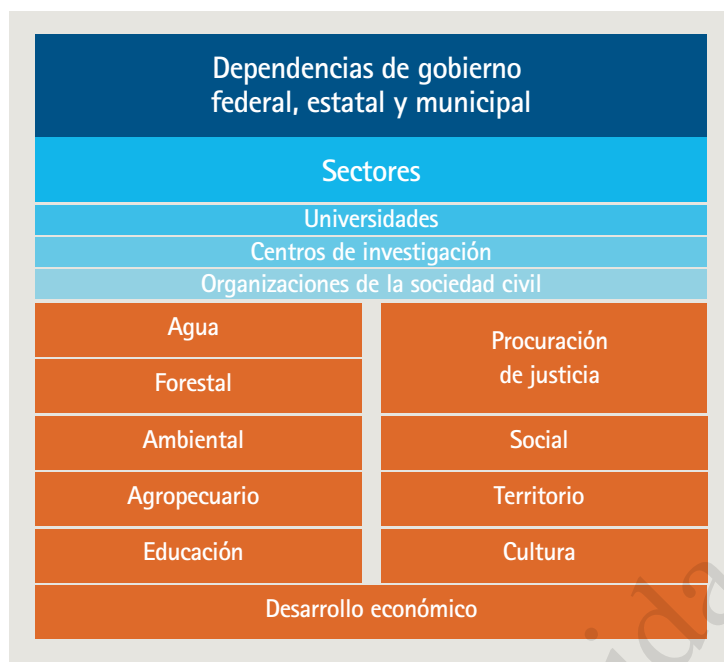 Dependencias de gobierno
federal, estatal y municipal
Sectores
Universidades
Centros de investigación
Organizaciones de la sociedad civil
Agua
Forestal
Ambiental
Agropecuario
Educación
Procuración
de justicia
Social
Territorio
Cultura
Desarrollo económico